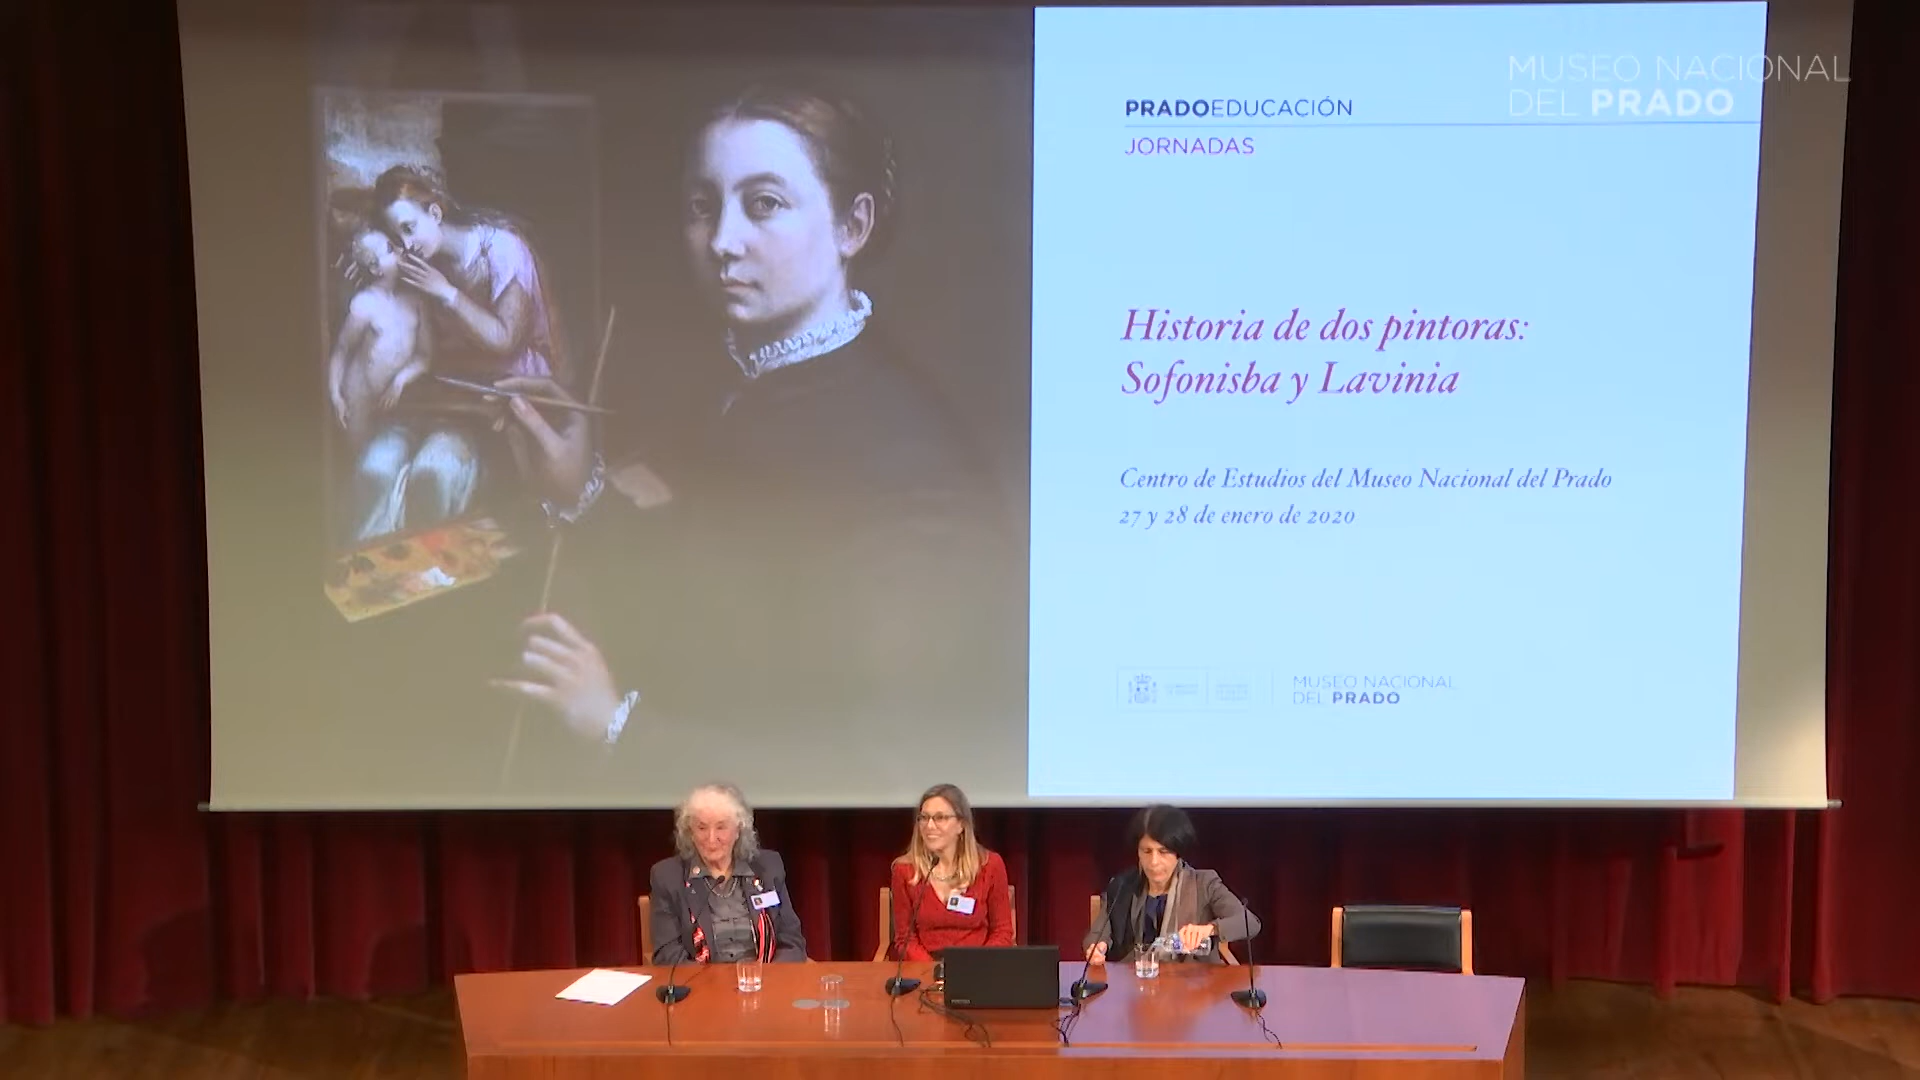 MUSEO NACIONAL
DEL PRADO
PRADOEDUCACIÓN
JORNADAS
Historia de dos pintoras:
Sofonisba y Lavinia
Centro de Estudios del Museo Nacional del Prado
27 y 28 de enero de 2020
MUSEO NACIONAL
DEL PRADO